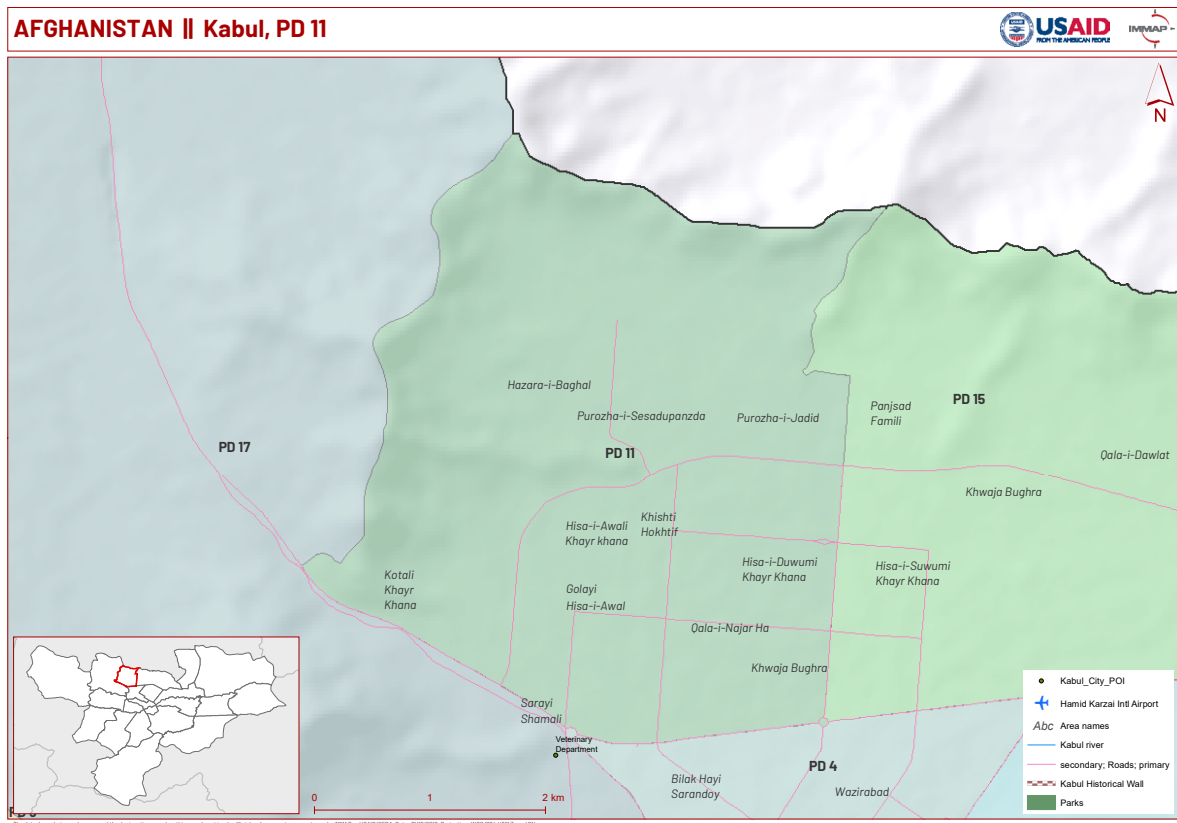 AFGHANISTAN || Kabul, PD 11
USAID
FROM THE AMERICAN PEOPLE
IMMAP
N
Hazara-i-Baghal
Purozha-i-Sesadupanzda
Purozha-i-Jadid
Panjsad
Famili
PD 15
PD 17
PD 11
Qala-i-Dawlat
Khwaja Bughra
Hisa-i-Awali
Khayr khana
Khishti
Hokhtif
Hisa-i-Duwumi
Khayr Khana
Hisa-i-Suwumi
Khayr Khana
Kotali
Khayr
Khana
Golayi
Hisa-i-Awal
Qala-i-Najar Ha
Khwaja Bughra
Sarayi
Shamali
Veterinary
Department
PD 4
Bilak Hayi
Sarandoy
Wazirabad
Kabul_City_POI
Hamid Karzai Intl Airport
Abc Area names
Kabul river
secondary; Roads; primary
Kabul Historical Wall
Parks
0 1 2 km